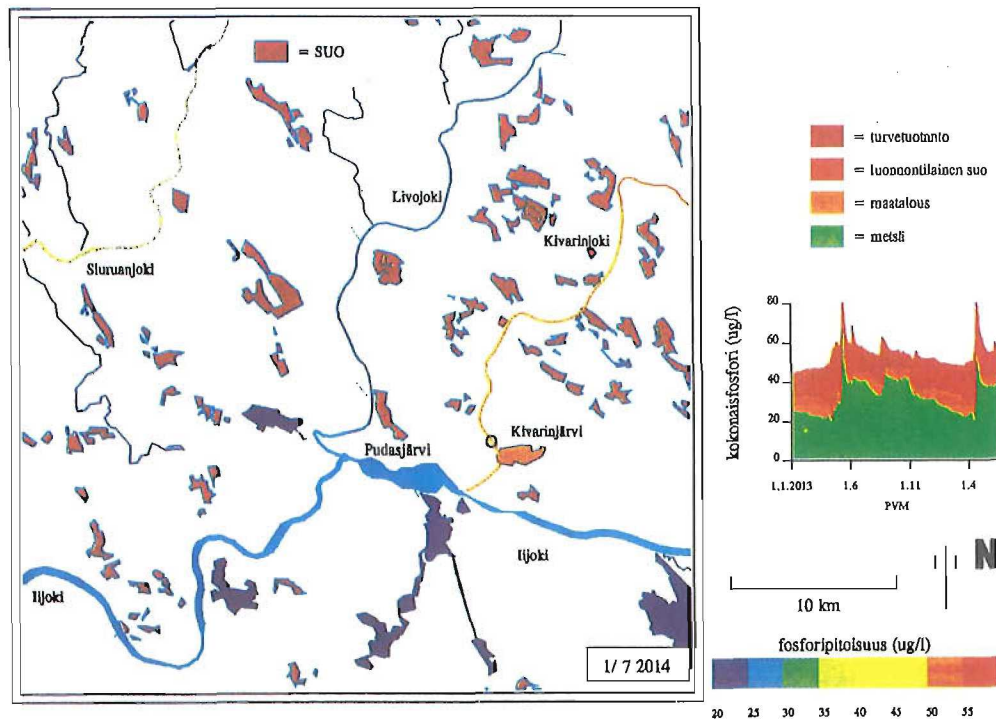 = SUO
Livojoki
Kivarinjoki
Siuruanjoki
Kivarinjärvi
Pudasjärvi
Iijoki
Iijoki
1/ 7 2014
= turvetuotanto
= luonnontilainen suo
= maatalous
= metsä
kokonaisfosfori (ug/l)
80
60
40
20
0
1.1.2013 1.6 1.11 1.4
PVM
N
10 km
fosforipitoisuus (ug/l)
20 25 30 35 40 45 50 55